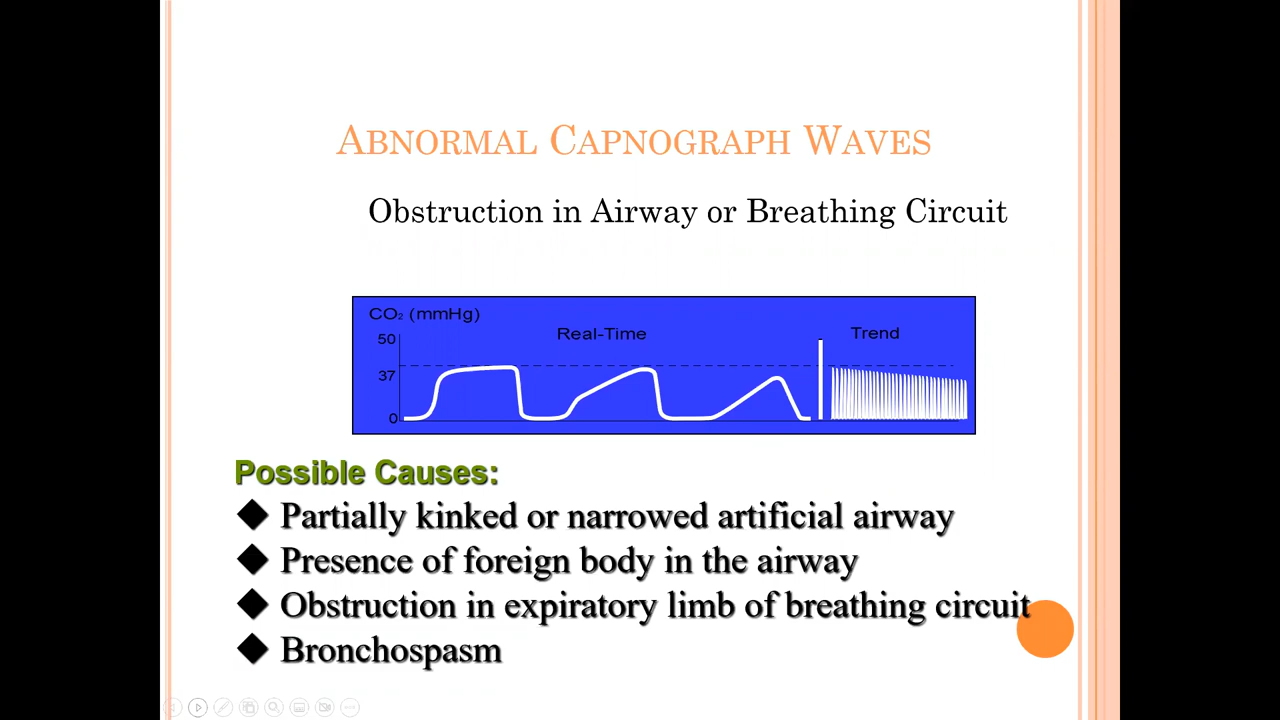 ABNORMAL CAPNOGRAPH WAVES
Obstruction in Airway or Breathing Circuit
CO₂ (mmHg)
Real-Time
Trend
50
37
0
Possible Causes:
◆ Partially kinked or narrowed artificial airway
◆ Presence of foreign body in the airway
◆ Obstruction in expiratory limb of breathing circuit
◆ Bronchospasm